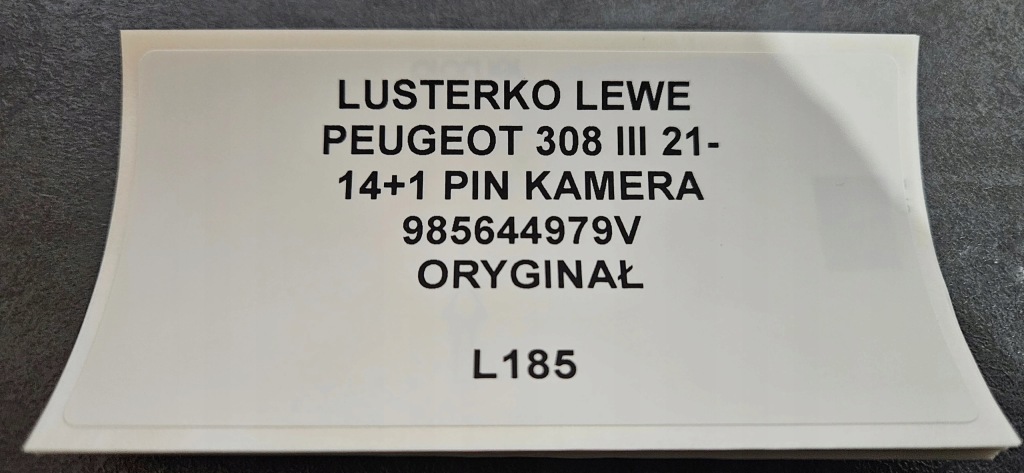 LUSTERKO LEWE
PEUGEOT 308 III 21-
14+1 PIN KAMERA
985644979V
ORYGINAŁ
L185